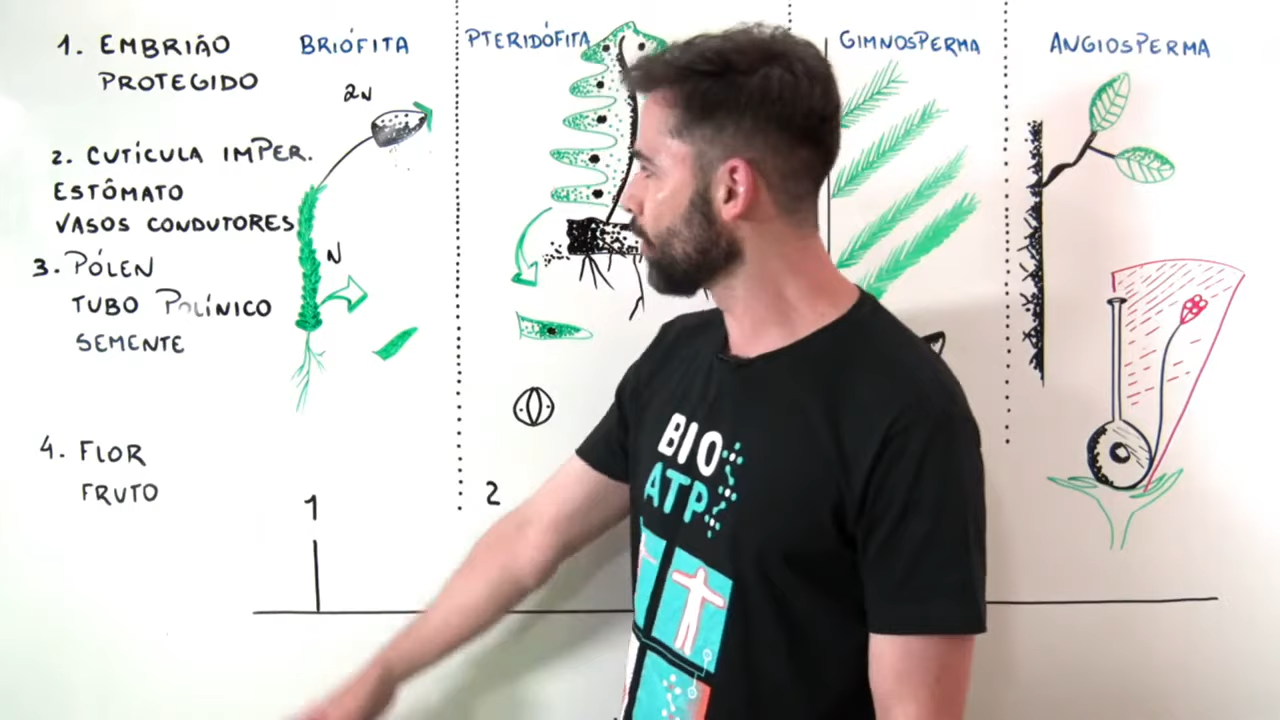 1. EMBRIÃO
PROTEGIDO
2. CUTÍCULA IMPER.
ESTÔMATO
VASOS CONDUTORES
3. PÓLEN
TUBO POLÍNICO
SEMENTE
4. FLOR
FRUTO
BRIÓFITA
2N
N
1
PTERIDÓFITA
2
GIMNOSPERMA
ANGIOSPERMA
BIO
ATP